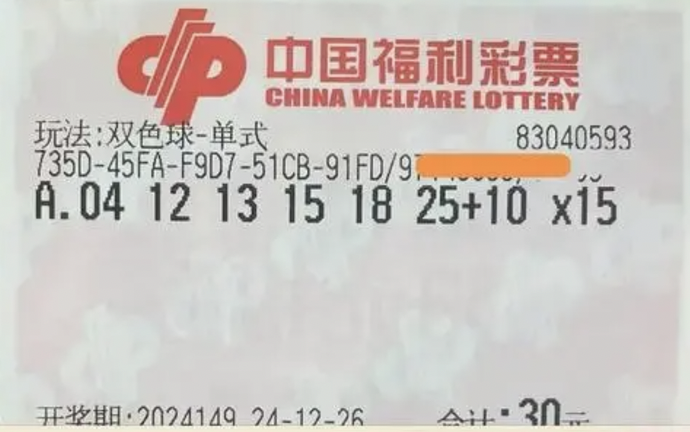 中国福利彩票
CHINA WELFARE LOTTERY
玩法:双色球-单式 83040593
735D-45FA-F9D7-51CB-91FD/97
A.04 12 13 15 18 25+10 x15
开奖期:2024149 24-12-26 合计:30元